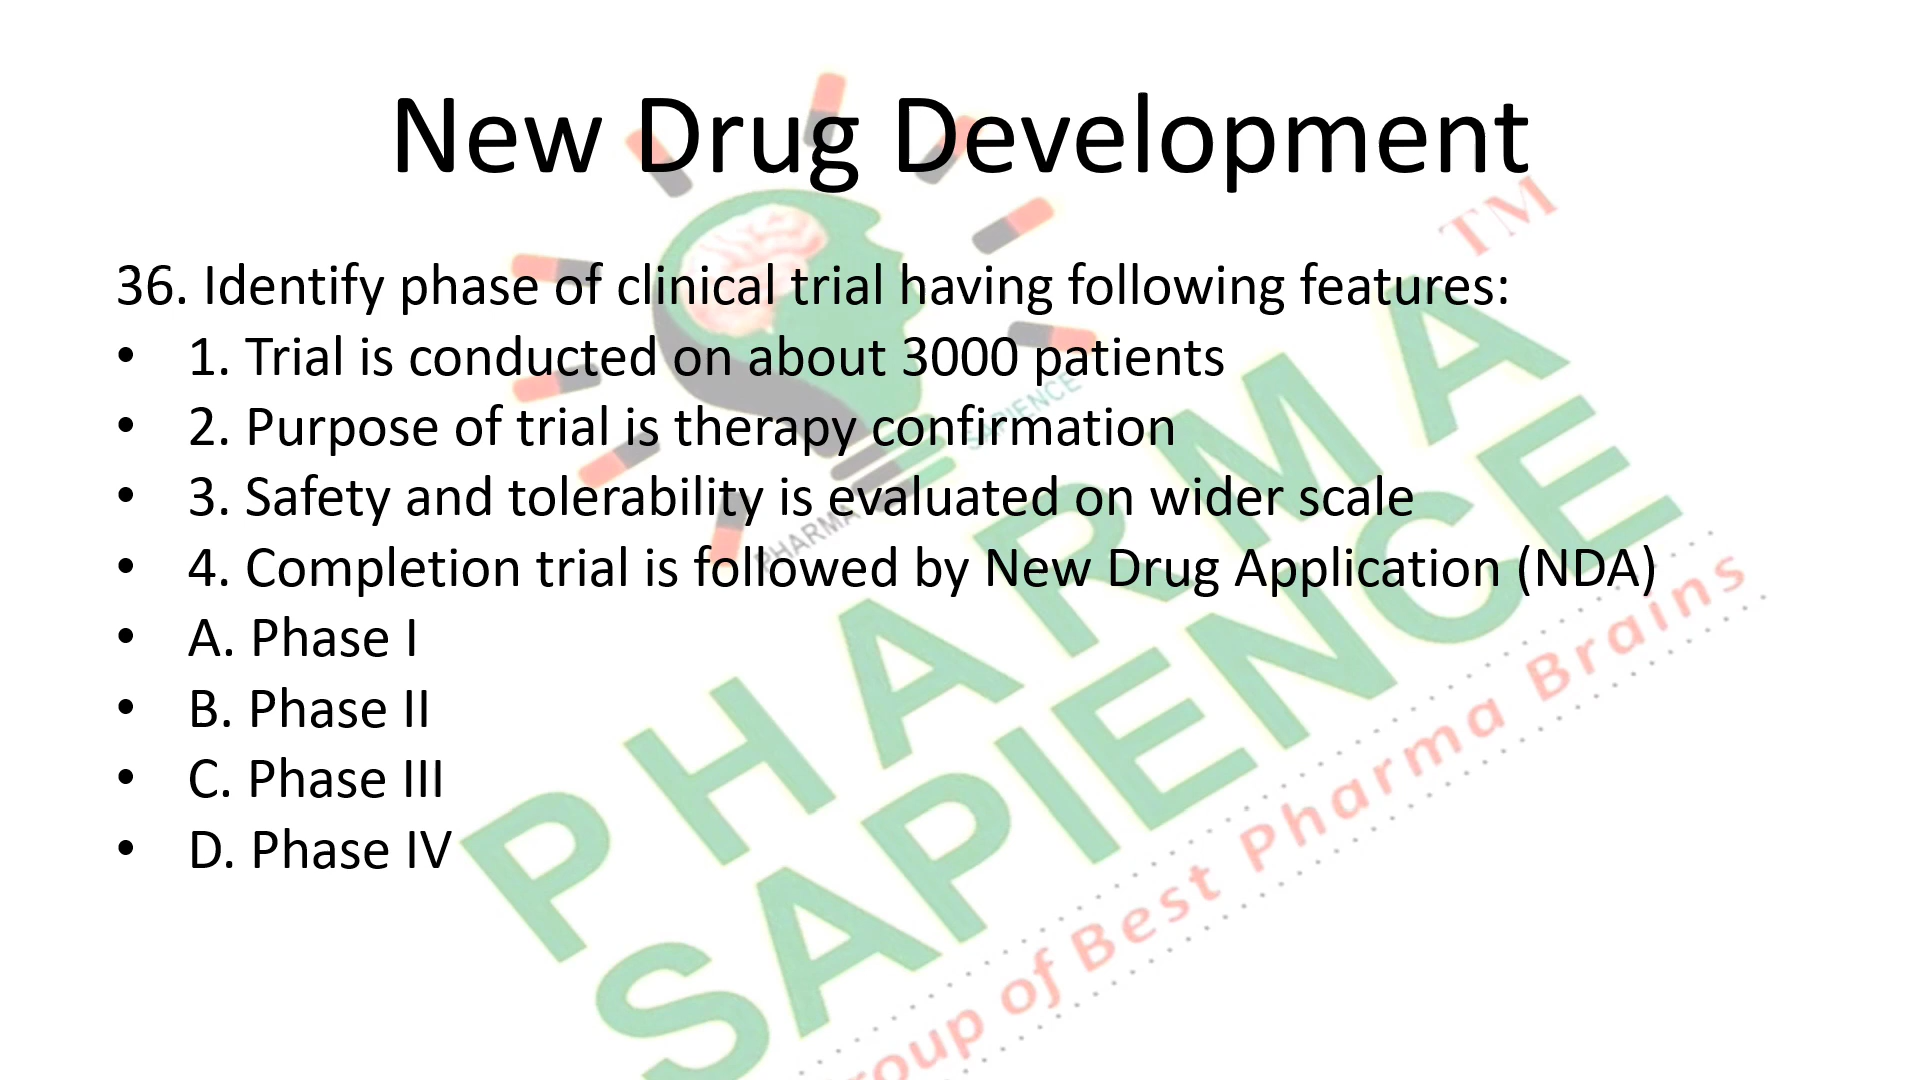 New Drug Development
36. Identify phase of clinical trial having following features:
• 1. Trial is conducted on about 3000 patients
• 2. Purpose of trial is therapy confirmation
• 3. Safety and tolerability is evaluated on wider scale
• 4. Completion trial is followed by New Drug Application (NDA)
• A. Phase I
• B. Phase II
• C. Phase III
• D. Phase IV
PHARMA SAPIENCE
PHARMA
TM
SAPIENCE
of Best Pharma Brains